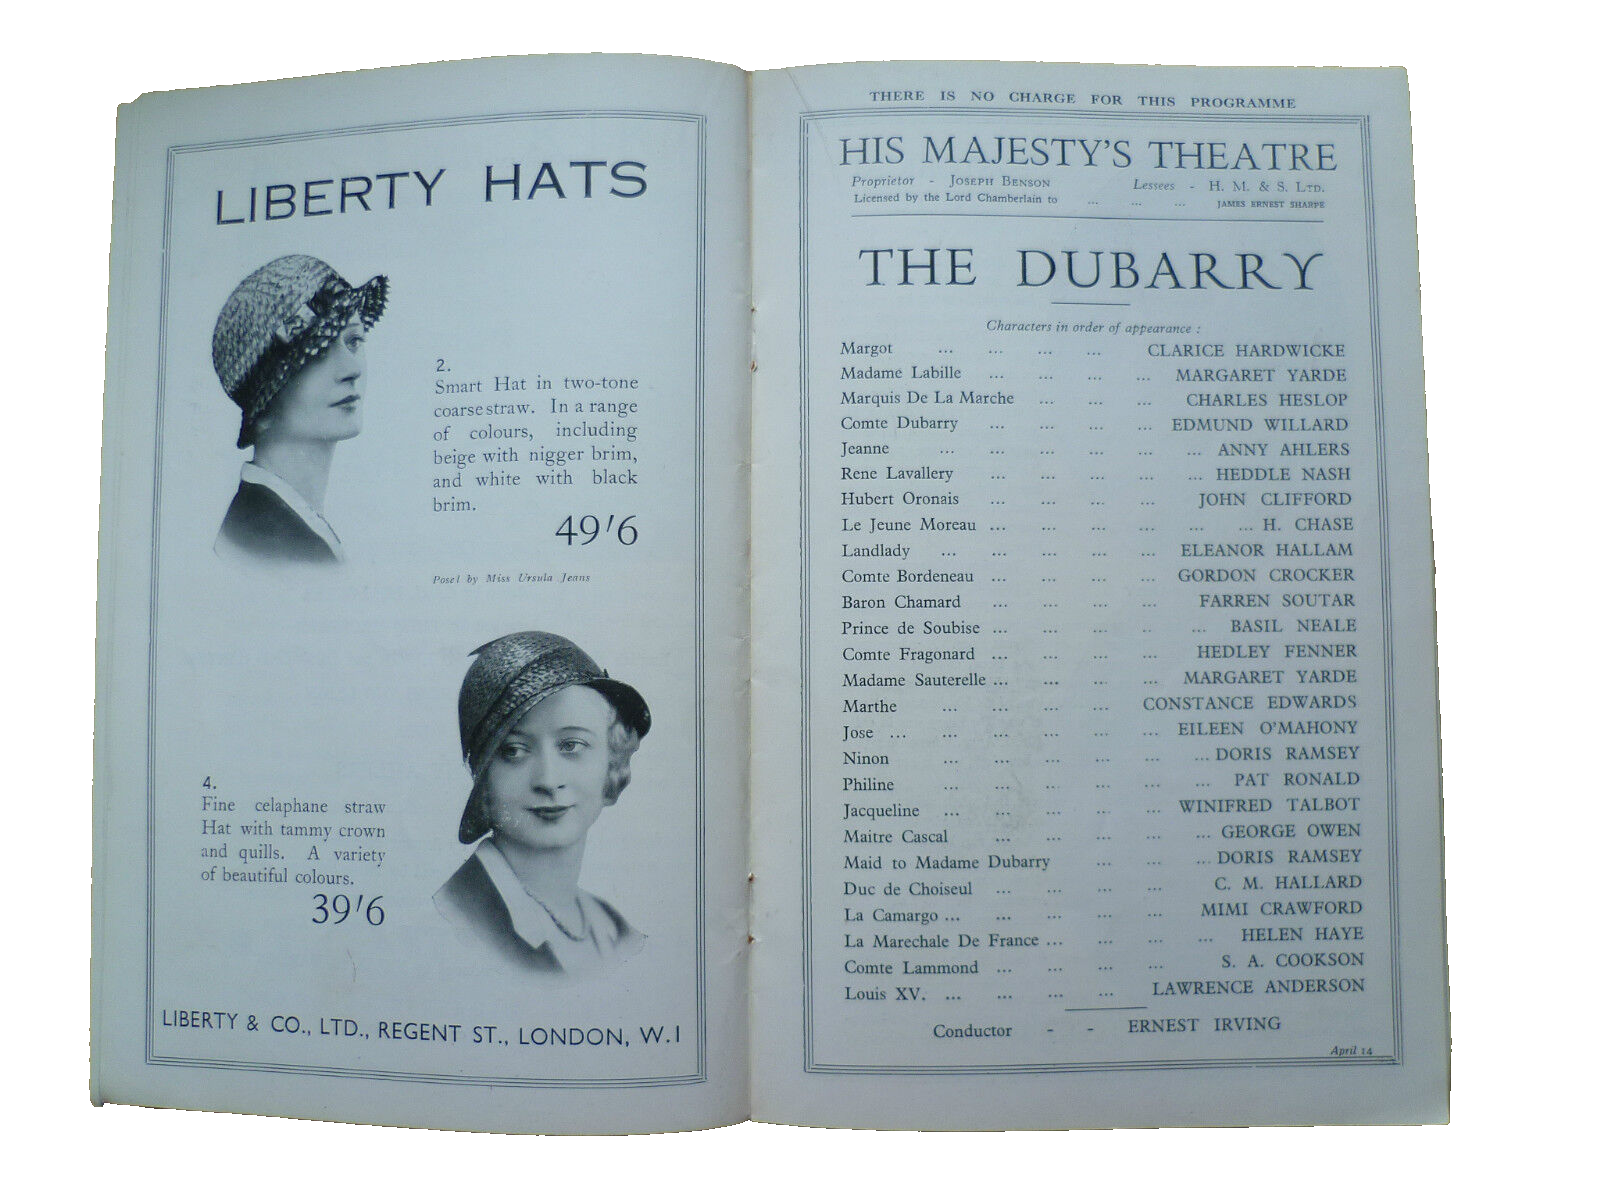 LIBERTY HATS
2.
Smart Hat in two-tone
coarse straw. In a range
of colours, including
beige with nigger brim,
and white with black
brim.
49'6
Posed by Miss Ursula Jeans
4.
Fine celaphane straw
Hat with tammy crown
and quills. A variety
of beautiful colours.
39'6
LIBERTY & CO., LTD., REGENT ST., LONDON, W.1
THERE IS NO CHARGE FOR THIS PROGRAMME
HIS MAJESTY'S THEATRE
Proprietor - JOSEPH BENSON Lessees - H. M. & S. LTD.
Licensed by the Lord Chamberlain to ... ... ... JAMES ERNEST SHARPE
THE DUBARRY
Characters in order of appearance :
Margot ... ... ... ... CLARICE HARDWICKE
Madame Labille ... ... ... ... MARGARET YARDE
Marquis De La Marche ... ... ... CHARLES HESLOP
Comte Dubarry ... ... ... ... EDMUND WILLARD
Jeanne ... ... ... ... ... ... ANNY AHLERS
Rene Lavallery ... ... ... ... ... HEDDLE NASH
Hubert Oronais ... ... ... ... JOHN CLIFFORD
Le Jeune Moreau ... ... ... ... ... ... H. CHASE
Landlady ... ... ... ... ... ELEANOR HALLAM
Comte Bordeneau ... ... ... ... GORDON CROCKER
Baron Chamard ... ... ... ... FARREN SOUTAR
Prince de Soubise ... ... ... .. ... BASIL NEALE
Comte Fragonard ... ... ... ... HEDLEY FENNER
Madame Sauterelle ... ... ... ... MARGARET YARDE
Marthe ... ... ... ... CONSTANCE EDWARDS
Jose ... ... ... ... ... ... EILEEN O'MAHONY
Ninon ... ... ... ... ... ... DORIS RAMSEY
Philine ... ... ... ... ... ... PAT RONALD
Jacqueline ... ... ... ... ... WINIFRED TALBOT
Maitre Cascal ... ... ... ... ... GEORGE OWEN
Maid to Madame Dubarry ... ... ... DORIS RAMSEY
Duc de Choiseul ... ... ... ... C. M. HALLARD
La Camargo ... ... ... ... ... MIMI CRAWFORD
La Marechale De France ... ... ... ... HELEN HAYE
Comte Lammond ... ... ... ... S. A. COOKSON
Louis XV. ... ... ... ... LAWRENCE ANDERSON
Conductor - - ERNEST IRVING
April 14